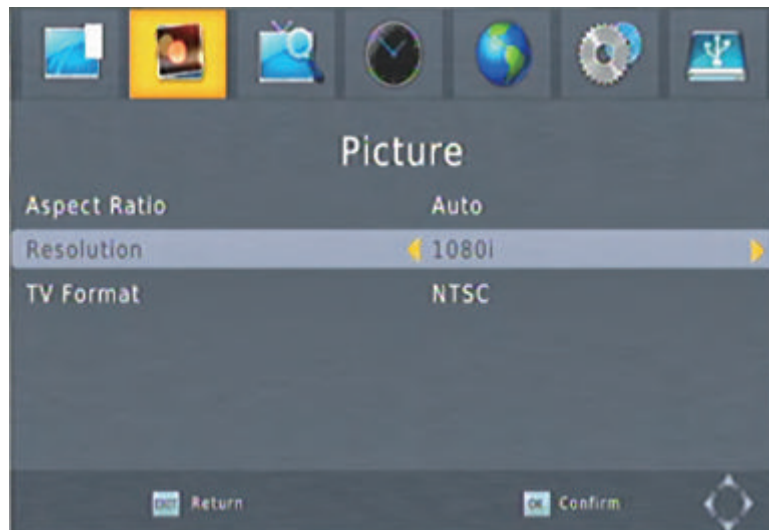 Picture
Aspect Ratio Auto
Resolution 1080i
TV Format NTSC
EXIT Return OK Confirm